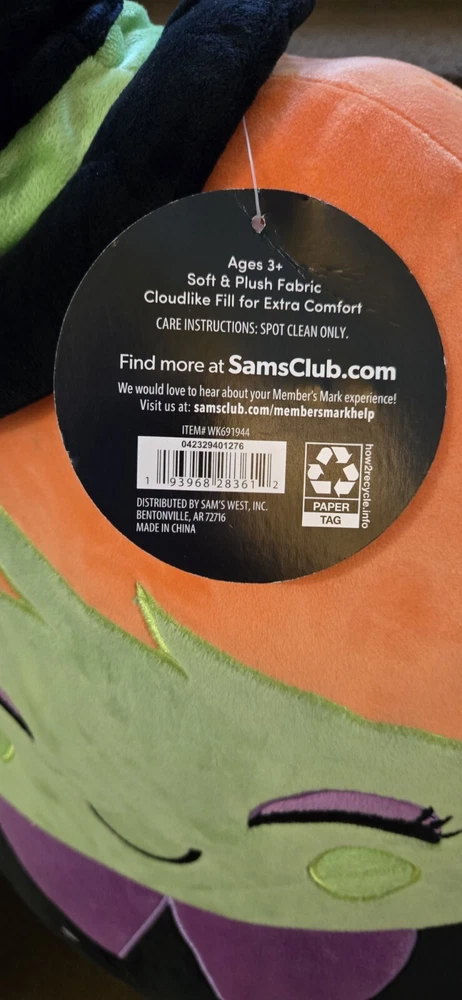 Ages 3+
Soft & Plush Fabric
Cloudlike Fill for Extra Comfort
CARE INSTRUCTIONS: SPOT CLEAN ONLY.
Find more at SamsClub.com
We would love to hear about your Member's Mark experience!
Visit us at: samsclub.com/membersmarkhelp
ITEM# WK691944
042329401276
1 93968 28361 2
DISTRIBUTED BY SAM'S WEST, INC.
BENTONVILLE, AR 72716
MADE IN CHINA
PAPER
TAG
how2recycle.info